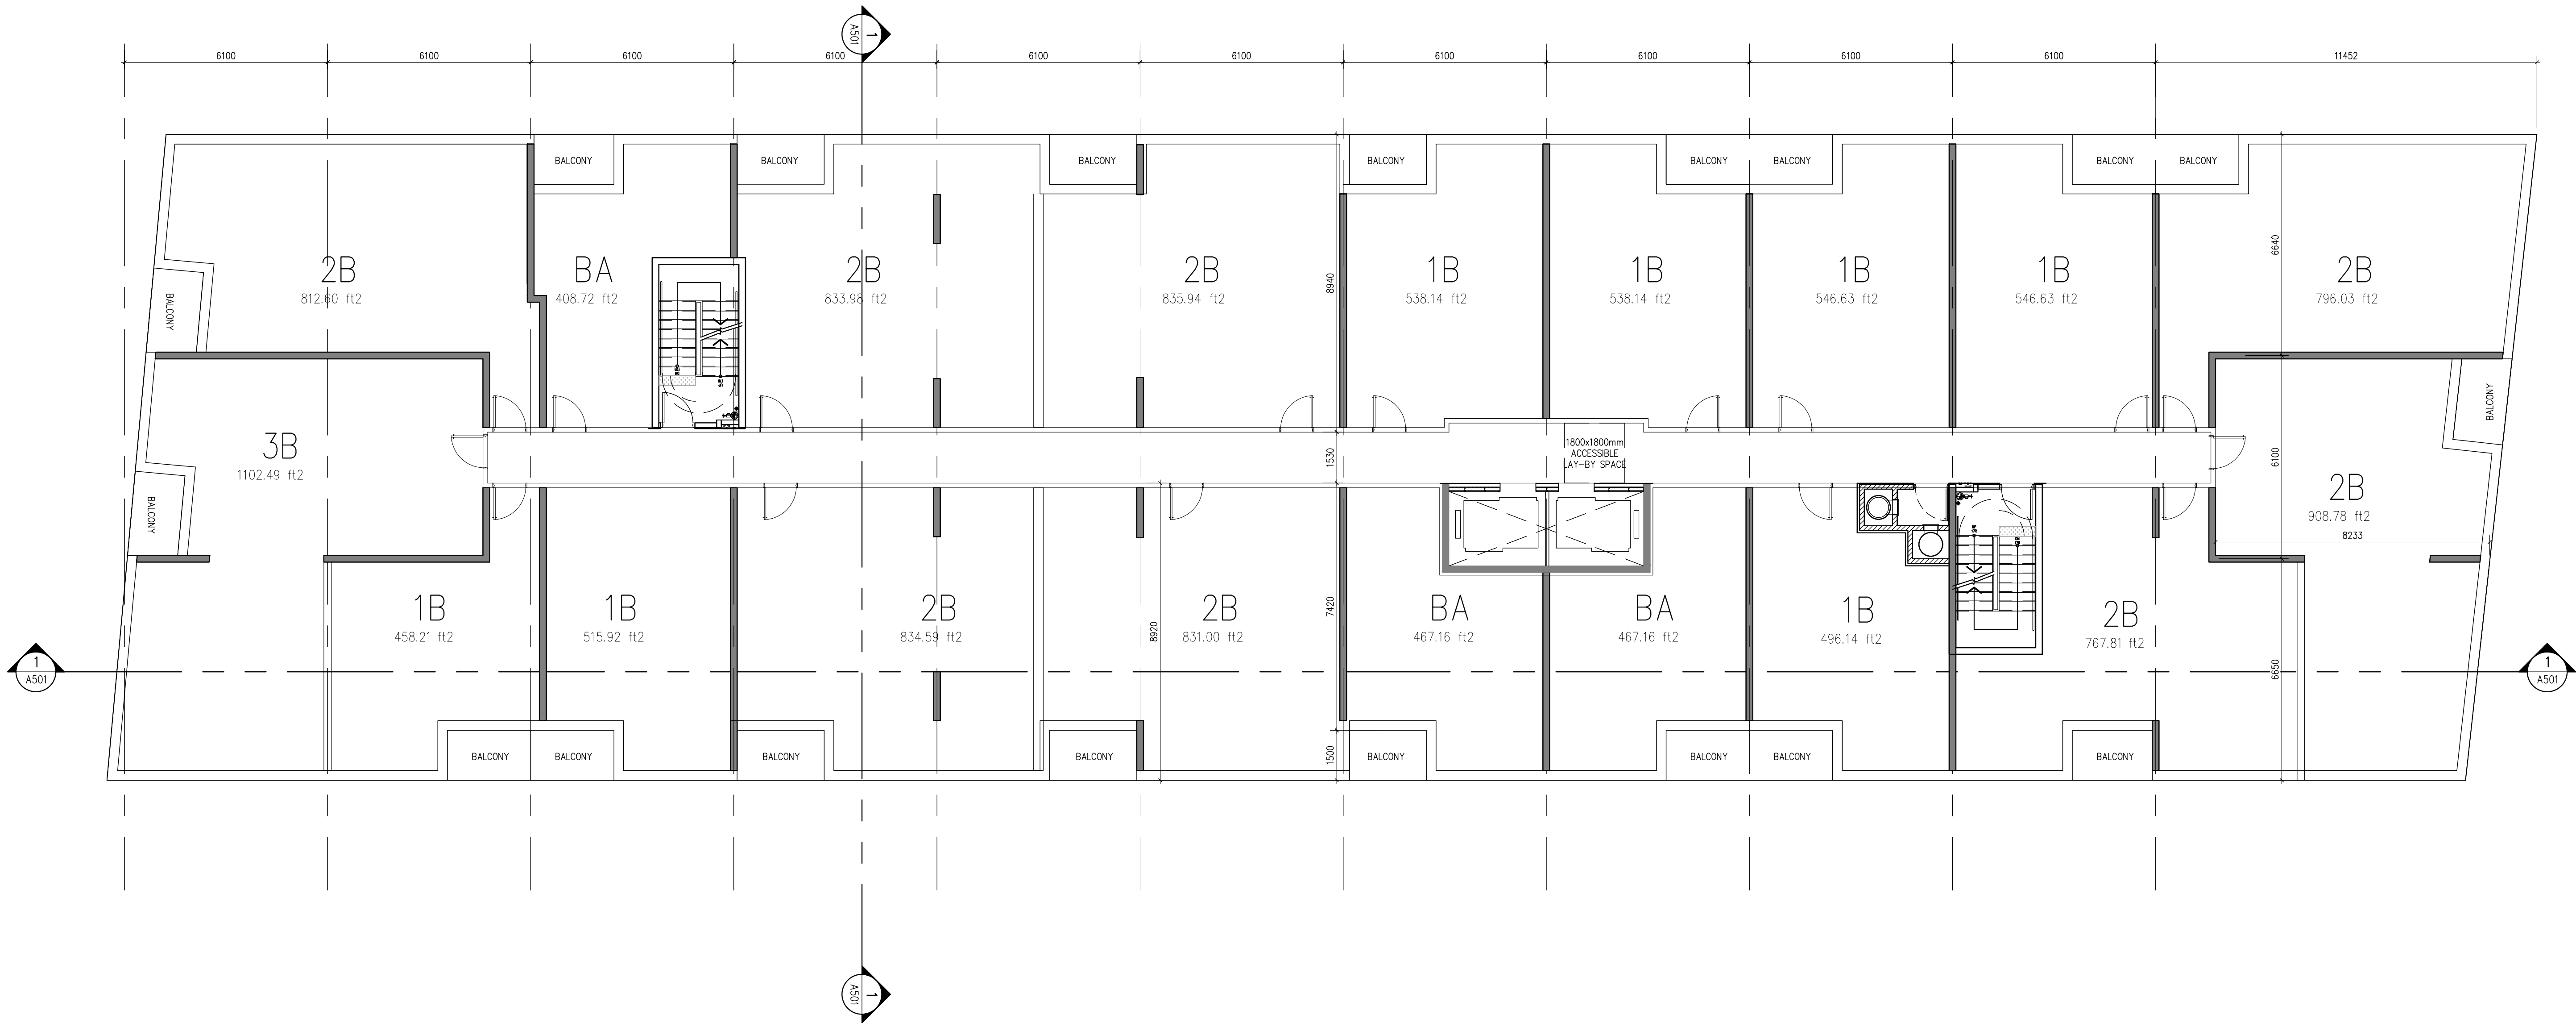 1
A501
6100
6100
6100
6100
6100
6100
6100
6100
6100
6100
11452
BALCONY
BALCONY
BALCONY
BALCONY
BALCONY
BALCONY
BALCONY
BALCONY
2B
812.60 ft2
BA
408.72 ft2
2B
833.98 ft2
2B
835.94 ft2
8940
1B
538.14 ft2
1B
538.14 ft2
1B
546.63 ft2
1B
546.63 ft2
6640
2B
796.03 ft2
BALCONY
BALCONY
3B
1102.49 ft2
1530
1800x1800mm
ACCESSIBLE
LAY-BY SPACE
6100
2B
908.78 ft2
8233
BALCONY
1B
458.21 ft2
1B
515.92 ft2
2B
834.59 ft2
8920
2B
831.00 ft2
7420
BA
467.16 ft2
BA
467.16 ft2
1B
496.14 ft2
2B
767.81 ft2
6650
1
A501
1
A501
BALCONY
BALCONY
BALCONY
BALCONY
1500
BALCONY
BALCONY
BALCONY
BALCONY
1
A501